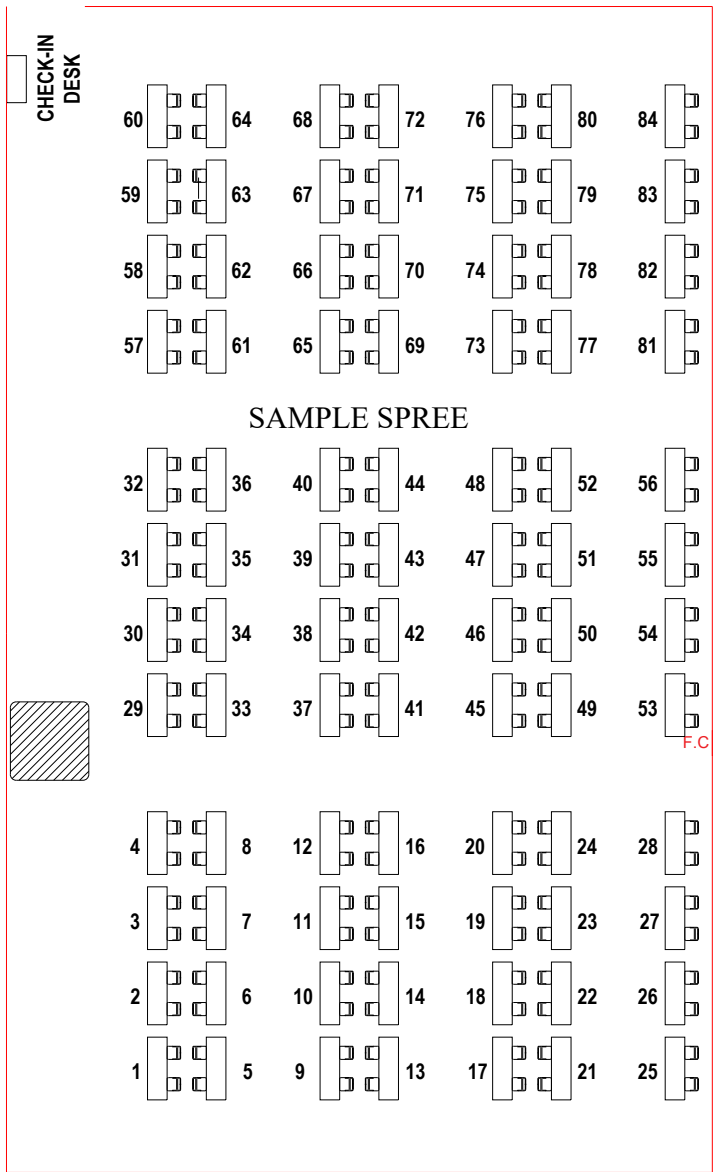 CHECK-IN
DESK
60 64 68 72 76 80 84
59 63 67 71 75 79 83
58 62 66 70 74 78 82
57 61 65 69 73 77 81
SAMPLE SPREE
32 36 40 44 48 52 56
31 35 39 43 47 51 55
30 34 38 42 46 50 54
29 33 37 41 45 49 53
F.C
4 8 12 16 20 24 28
3 7 11 15 19 23 27
2 6 10 14 18 22 26
1 5 9 13 17 21 25